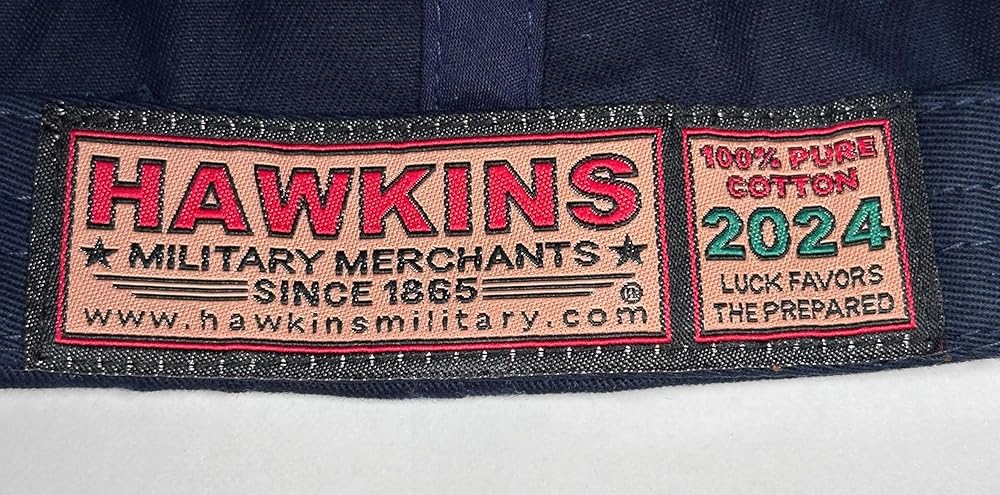 HAWKINS
★ MILITARY MERCHANTS ★
SINCE 1865
www.hawkinsmilitary.com
100% PURE
COTTON
2024
LUCK FAVORS
THE PREPARED